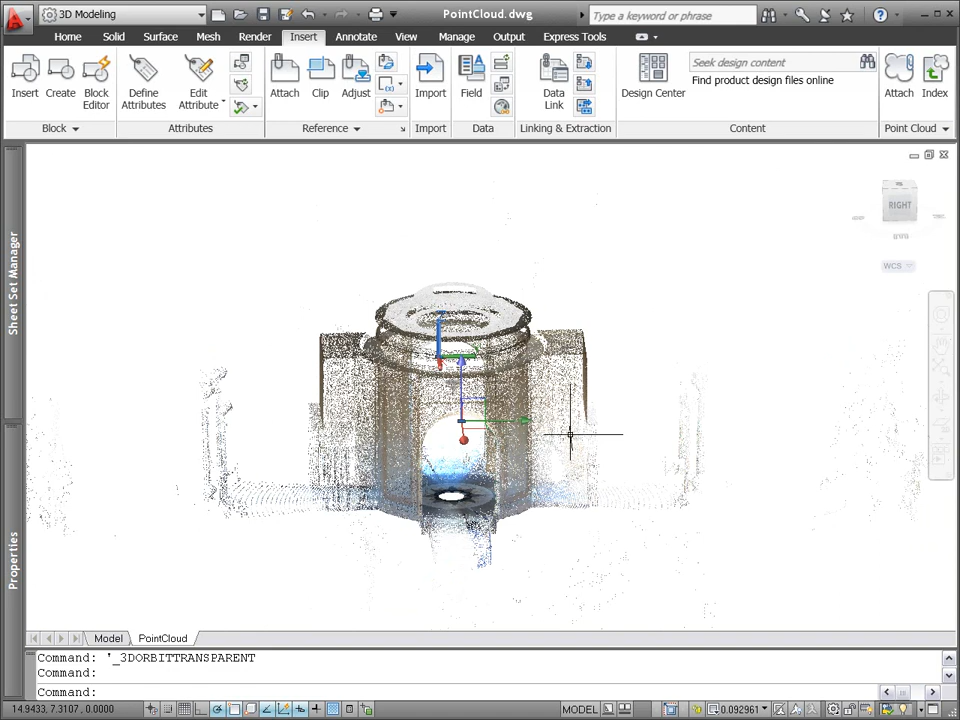 3D Modeling
PointCloud.dwg
Type a keyword or phrase
Home Solid Surface Mesh Render Insert Annotate View Manage Output Express Tools
Insert Create Block Editor
Define Attributes Edit Attribute
Attach Clip Adjust
Import
Field
Data Link
Design Center
Seek design content
Find product design files online
Attach Index
Block Attributes Reference Import Data Linking & Extraction Content Point Cloud
RIGHT
WCS
Sheet Set Manager
Properties
Model PointCloud
Command: '_3DORBITTRANSPARENT
Command:
Command:
14.9433, 7.3107 , 0.0000
MODEL
0.092961